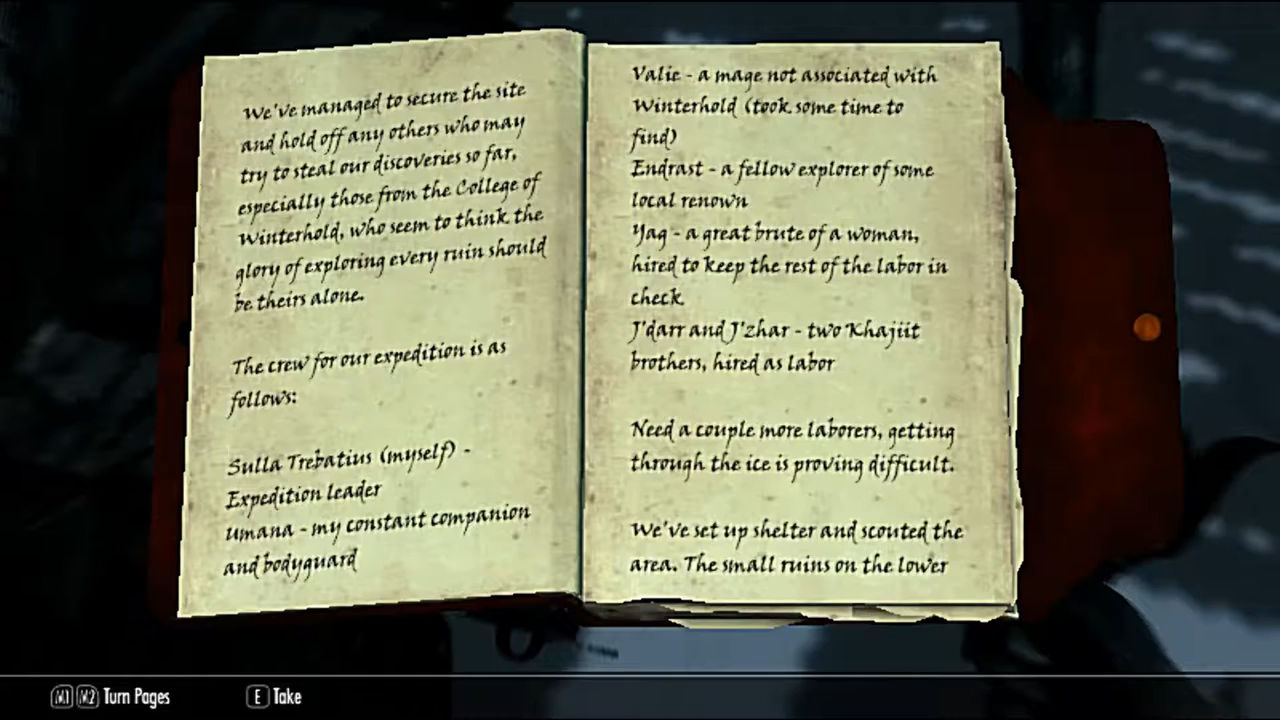 We've managed to secure the site
and hold off any others who may
try to steal our discoveries so far,
especially those from the College of
Winterhold, who seem to think the
glory of exploring every ruin should
be theirs alone.
The crew for our expedition is as
follows:
Sulla Trebatius (myself) -
Expedition leader
Umana - my constant companion
and bodyguard
Valie - a mage not associated with
Winterhold (took some time to
find)
Endrast - a fellow explorer of some
local renown
Yag - a great brute of a woman,
hired to keep the rest of the labor in
check
J'darr and J'zhar - two Khajiit
brothers, hired as labor
Need a couple more laborers, getting
through the ice is proving difficult.
We've set up shelter and scouted the
area. The small ruins on the lower
M1 M2 Turn Pages
E Take